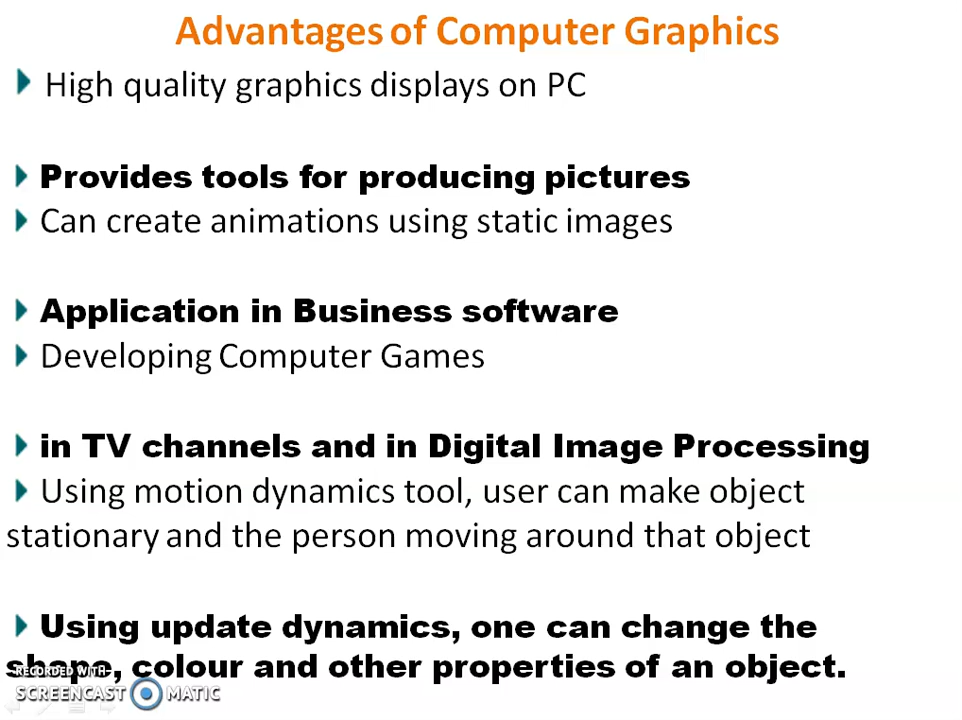 Advantages of Computer Graphics
High quality graphics displays on PC
Provides tools for producing pictures
Can create animations using static images
Application in Business software
Developing Computer Games
in TV channels and in Digital Image Processing
Using motion dynamics tool, user can make object
stationary and the person moving around that object
Using update dynamics, one can change the
shape, colour and other properties of an object.
RECORDED WITH
SCREENCAST MATIC